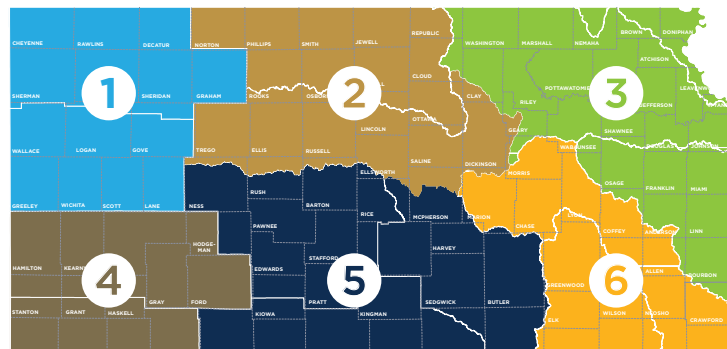 REPUBLIC
BROWN
DONIPHAN
CHEYENNE
RAWLINS
DECATUR
NORTON
PHILLIPS
SMITH
JEWELL
WASHINGTON
MARSHALL
NEMAHA
ATCHISON
CLOUD
SHERMAN
SHERIDAN
GRAHAM
ROOKS
CLAY
POTTAWATOMIE
RILEY
1
2
3
OTTAWA
LINCOLN
GEARY
SHAWNEE
WALLACE
LOGAN
GOVE
TREGO
ELLIS
RUSSELL
SALINE
DICKINSON
WABAUNSEE
MORRIS
ELLSWORTH
OSAGE
FRANKLIN
MIAMI
GREELEY
WICHITA
SCOTT
LANE
NESS
RUSH
BARTON
RICE
MCPHERSON
MARION
CHASE
LYON
COFFEY
ANDERSON
LINN
PAWNEE
HODGE-
MAN
HARVEY
STAFFORD
HAMILTON
KEARN
EDWARDS
ALLEN
BOURBON
4
5
6
GRAY
FORD
PRATT
SEDGWICK
BUTLER
GREENWOOD
STANTON
GRANT
HASKELL
KIOWA
KINGMAN
ELK
WILSON
NEOSHO
CRAWFORD